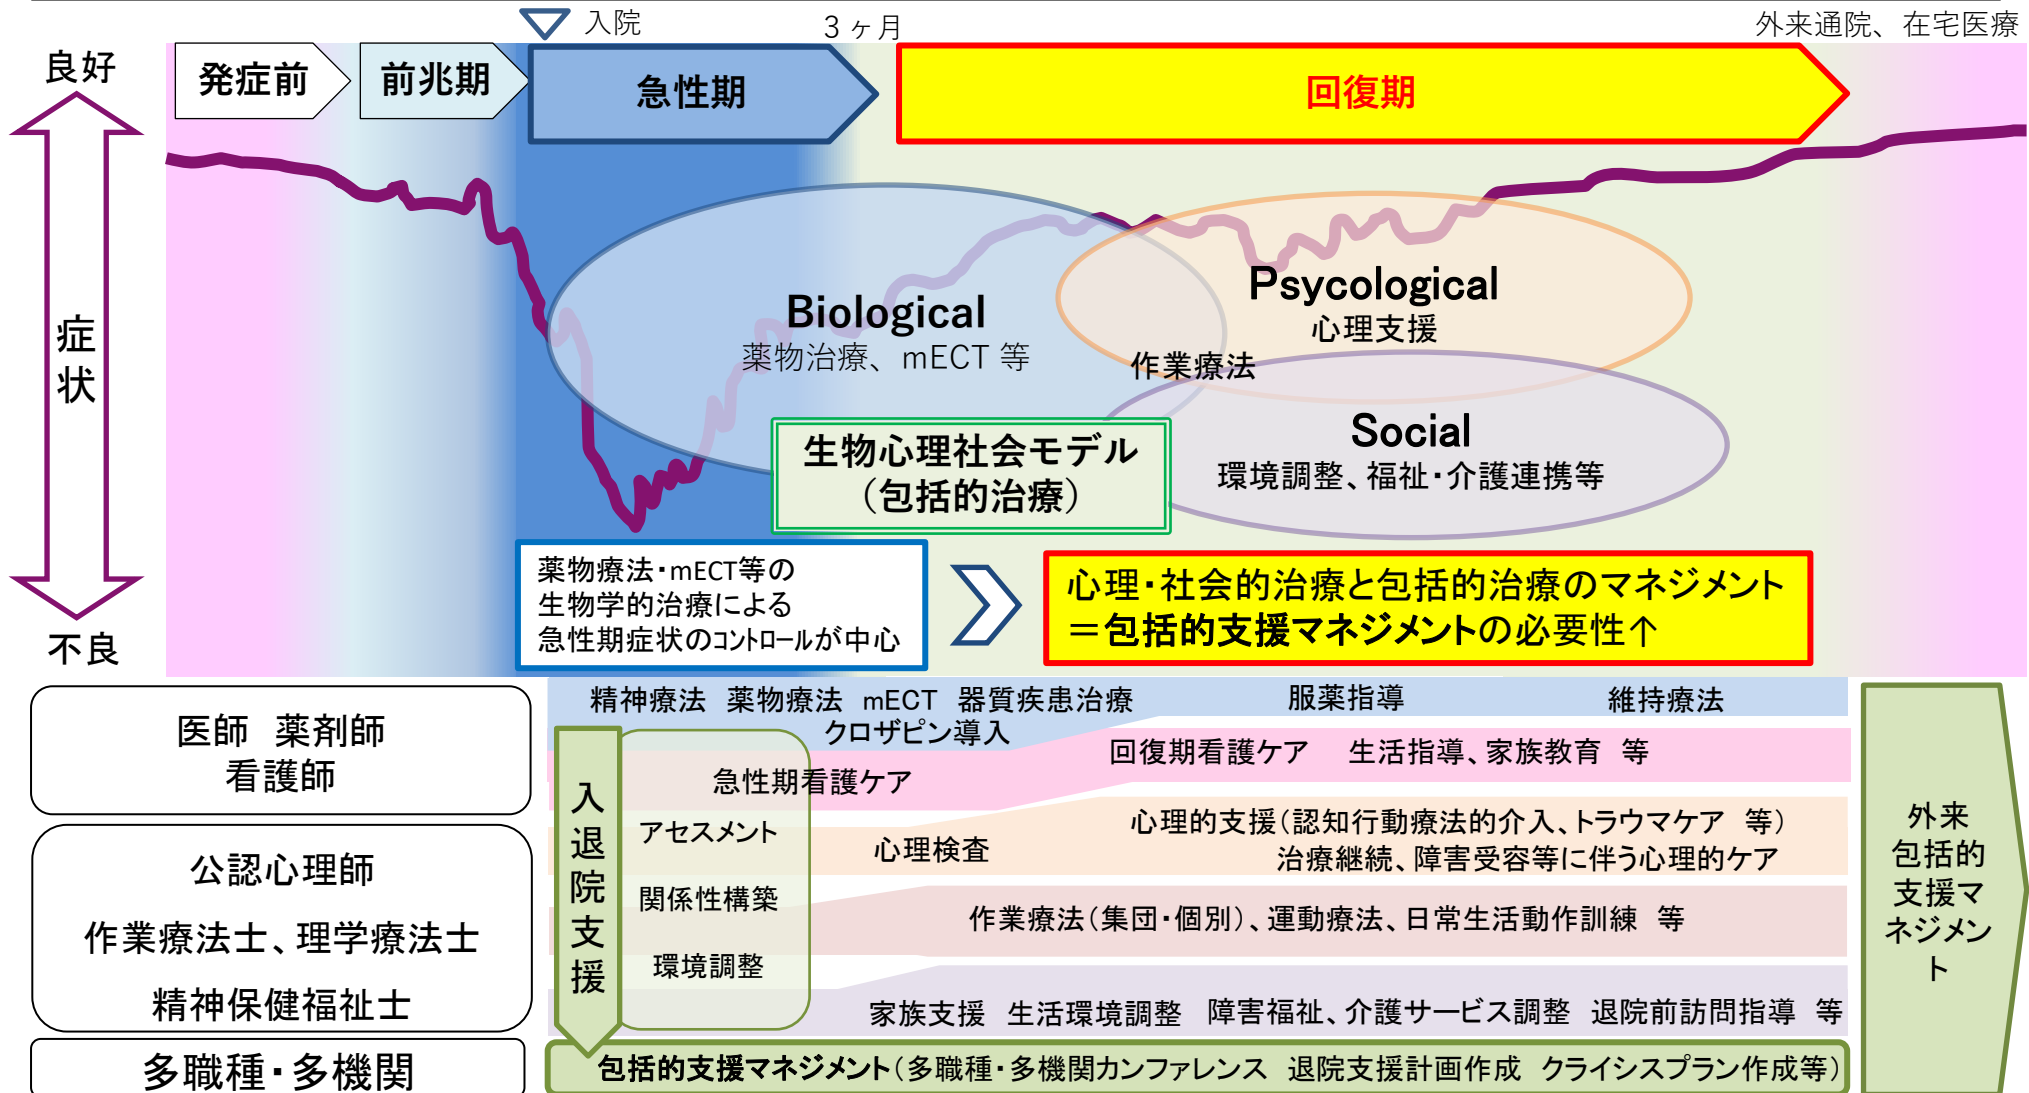 入院
3ヶ月
外来通院、在宅医療
良好
発症前
前兆期
急性期
回復期
症状
不良
Biological
薬物治療、mECT 等
Psycological
心理支援
作業療法
Social
環境調整、福祉・介護連携等
生物心理社会モデル
（包括的治療）
薬物療法・mECT等の
生物学的治療による
急性期症状のコントロールが中心
心理・社会的治療と包括的治療のマネジメント
＝包括的支援マネジメントの必要性↑
医師　薬剤師
看護師
公認心理師
作業療法士、理学療法士
精神保健福祉士
多職種・多機関
精神療法　薬物療法　mECT　器質疾患治療
クロザピン導入
服薬指導
維持療法
急性期看護ケア
回復期看護ケア　生活指導、家族教育　等
入退院支援
アセスメント
関係性構築
環境調整
心理検査
心理的支援（認知行動療法的介入、トラウマケア　等）
治療継続、障害受容等に伴う心理的ケア
作業療法（集団・個別）、運動療法、日常生活動作訓練　等
家族支援　生活環境調整　障害福祉、介護サービス調整　退院前訪問指導　等
包括的支援マネジメント（多職種・多機関カンファレンス　退院支援計画作成　クライシスプラン作成等）
外来
包括的
支援マ
ネジメン
ト